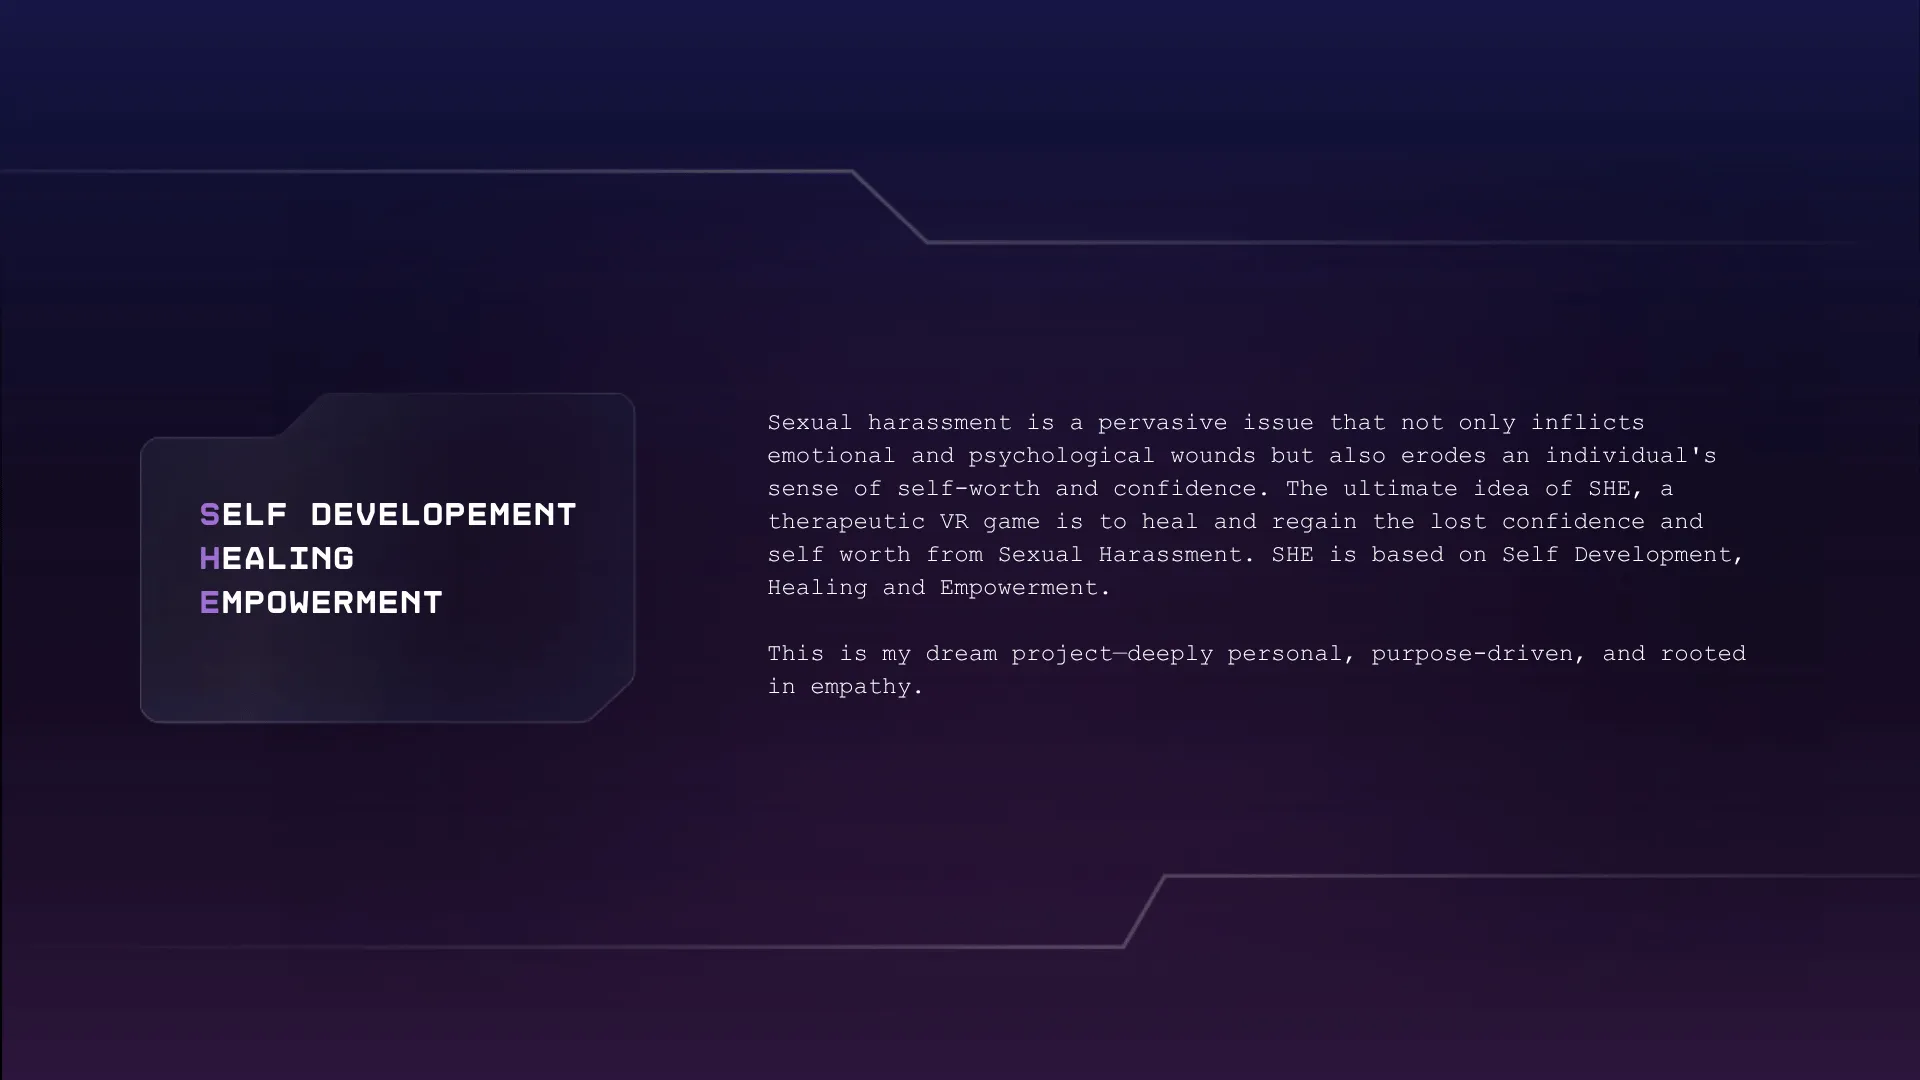 SELF DEVELOPEMENT
HEALING
EMPOWERMENT
Sexual harassment is a pervasive issue that not only inflicts
emotional and psychological wounds but also erodes an individual's
sense of self-worth and confidence. The ultimate idea of SHE, a
therapeutic VR game is to heal and regain the lost confidence and
self worth from Sexual Harassment. SHE is based on Self Development,
Healing and Empowerment.
This is my dream project—deeply personal, purpose-driven, and rooted
in empathy.